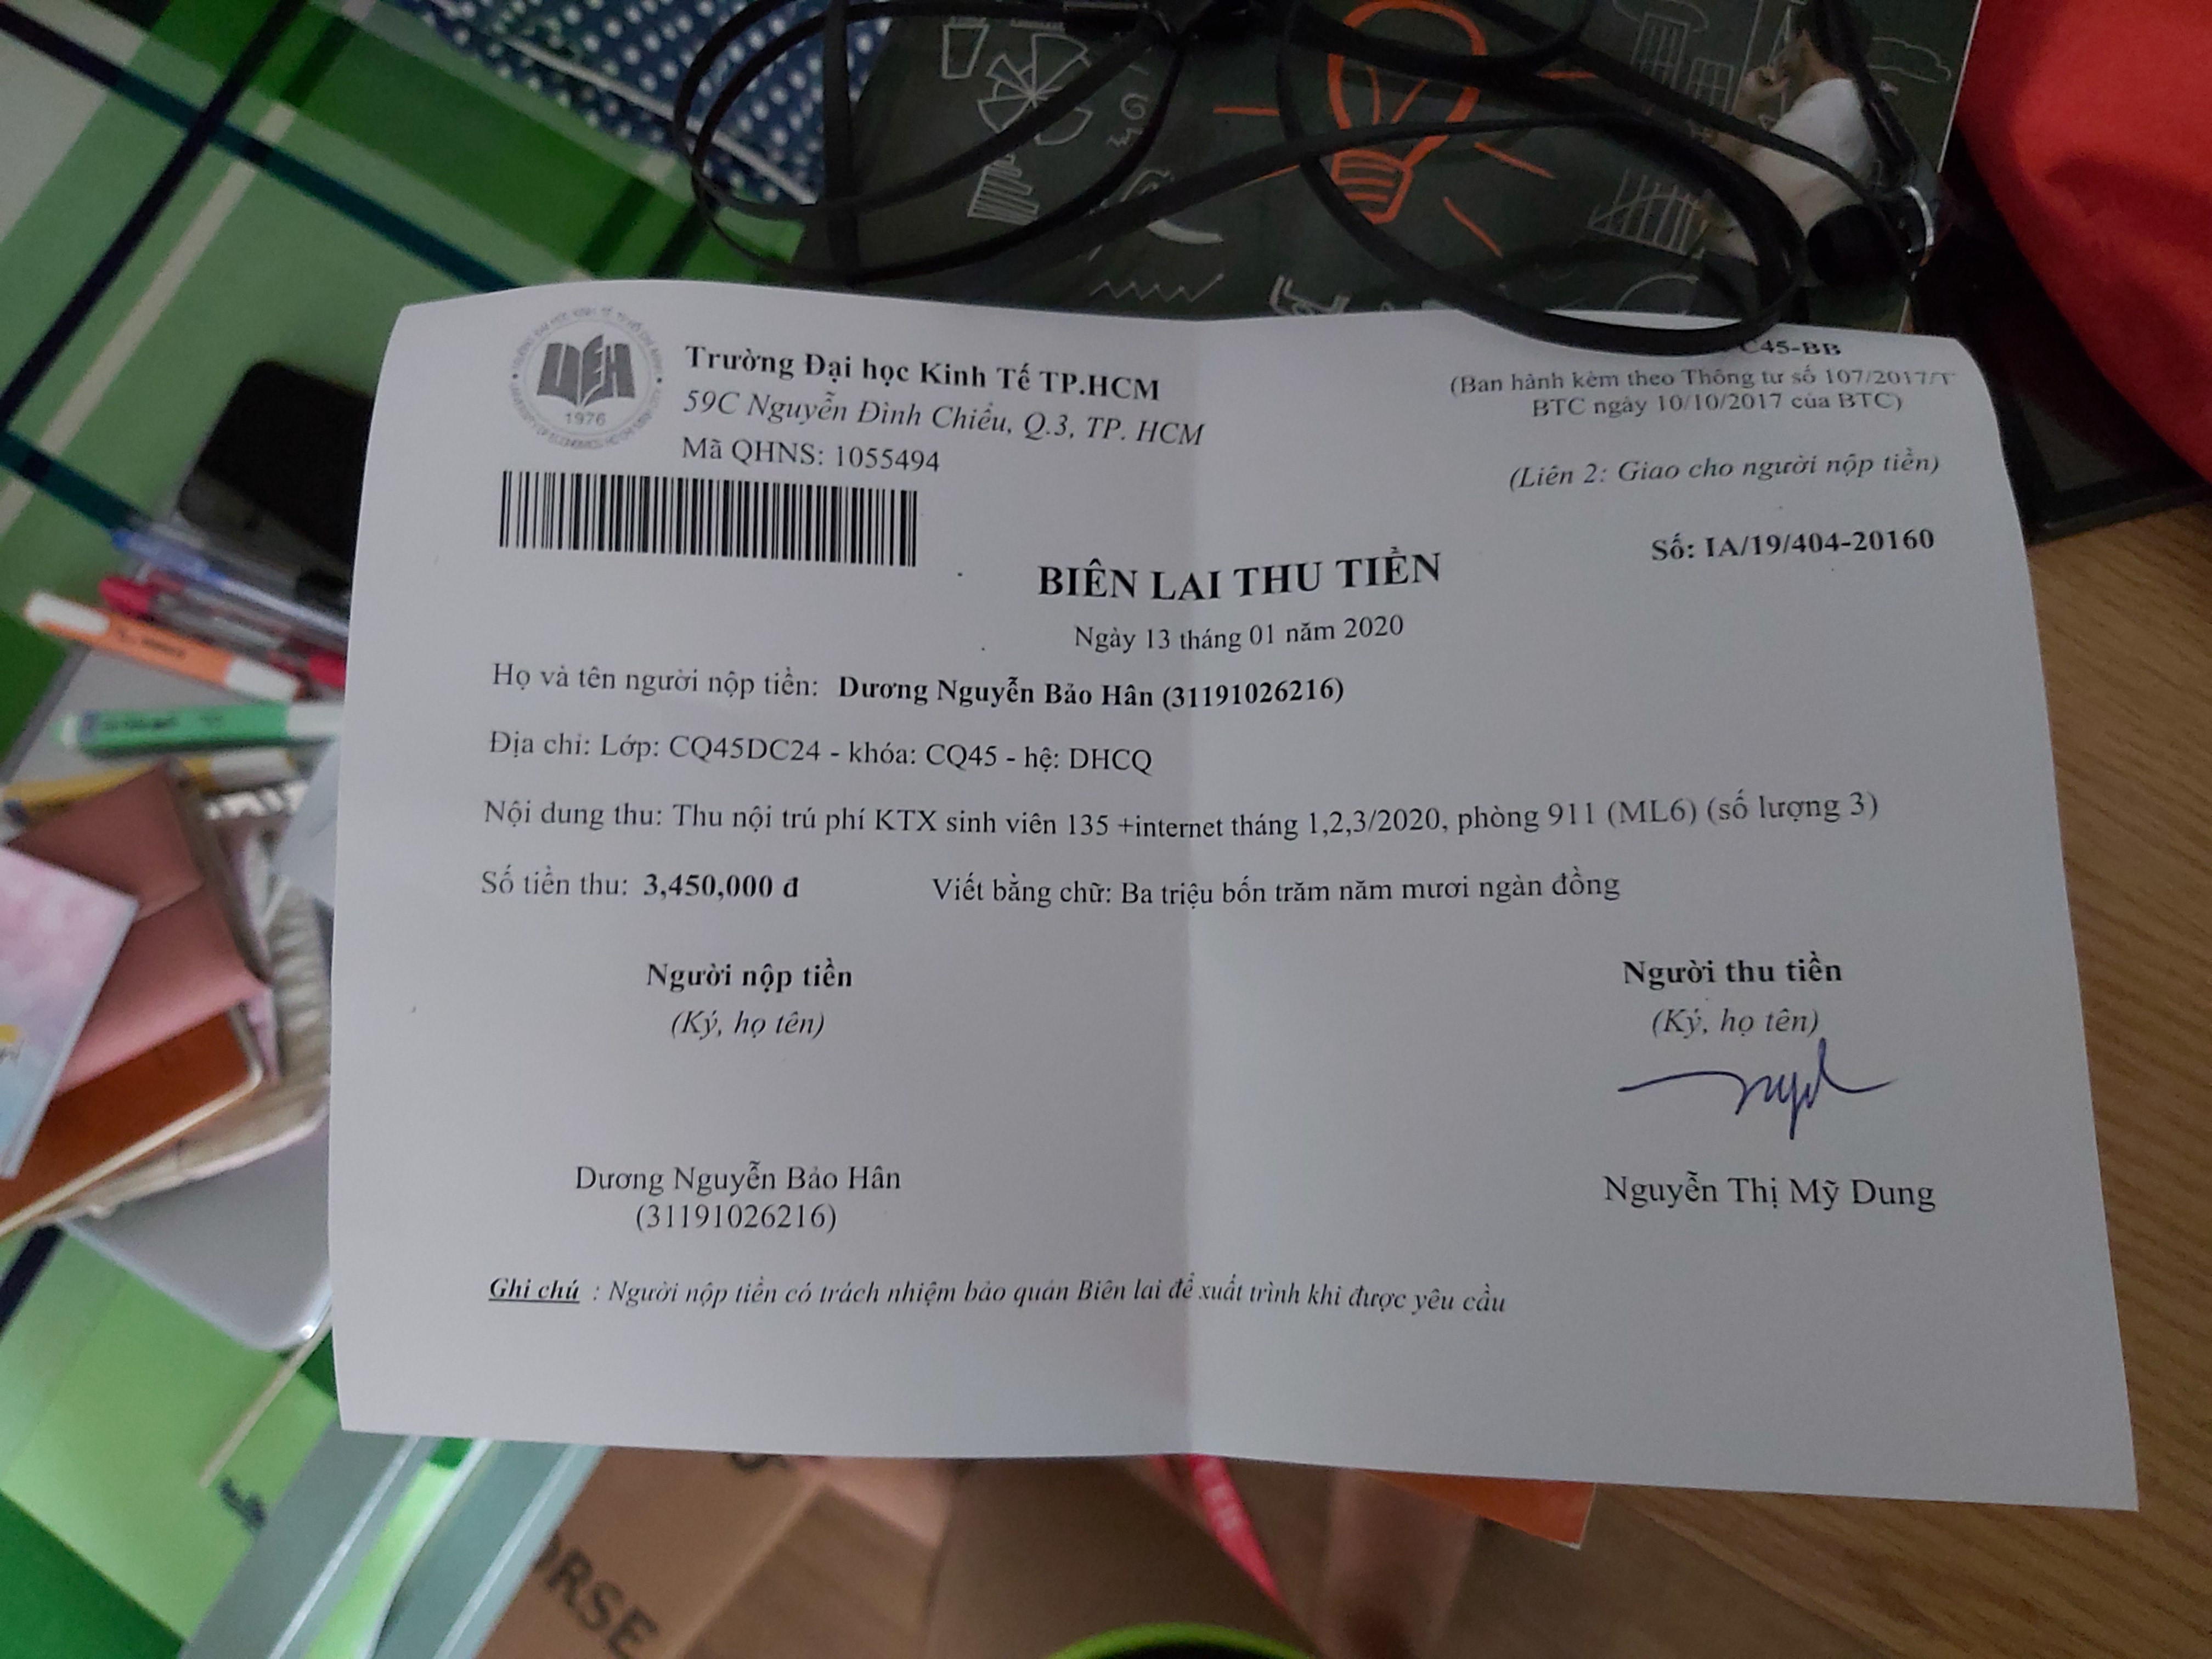 Trường Đại học Kinh Tế TP.HCM
59C Nguyễn Đình Chiểu, Q.3, TP. HCM
Mã QHNS: 1055494
UEH
1976
C45-BB
(Ban hành kèm theo Thông tư số 107/2017/T
BTC ngày 10/10/2017 của BTC)
(Liên 2: Giao cho người nộp tiền)
BIÊN LAI THU TIỀN
Số: IA/19/404-20160
Ngày 13 tháng 01 năm 2020
Họ và tên người nộp tiền: Dương Nguyễn Bảo Hân (31191026216)
Địa chỉ: Lớp: CQ45DC24 - khóa: CQ45 - hệ: DHCQ
Nội dung thu: Thu nội trú phí KTX sinh viên 135 +internet tháng 1,2,3/2020, phòng 911 (ML6) (số lượng 3)
Số tiền thu: 3,450,000 đ Viết bằng chữ: Ba triệu bốn trăm năm mươi ngàn đồng
Người nộp tiền Người thu tiền
(Ký, họ tên) (Ký, họ tên)
Dương Nguyễn Bảo Hân Nguyễn Thị Mỹ Dung
(31191026216)
Ghi chú : Người nộp tiền có trách nhiệm bảo quản Biên lai để xuất trình khi được yêu cầu